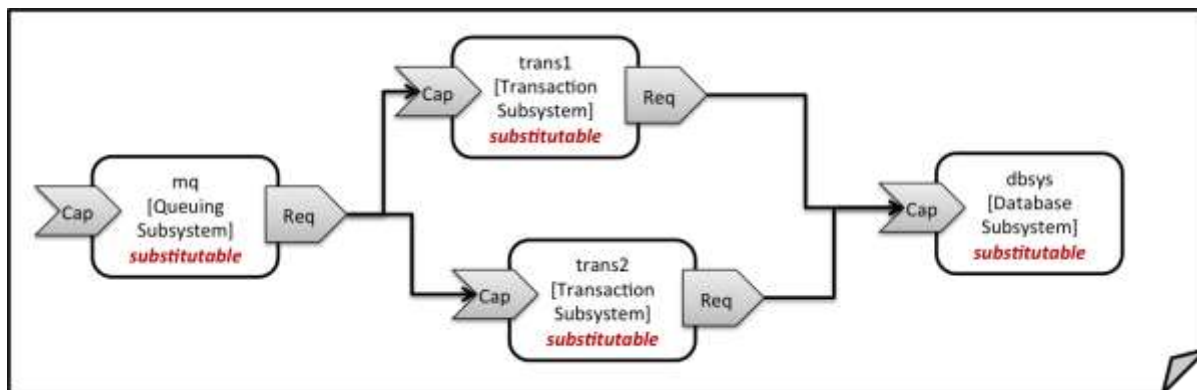 Cap
mq
[Queuing
Subsystem]
substitutable
Req
Cap
trans1
[Transaction
Subsystem]
substitutable
Req
Cap
trans2
[Transaction
Subsystem]
substitutable
Req
Cap
dbsys
[Database
Subsystem]
substitutable